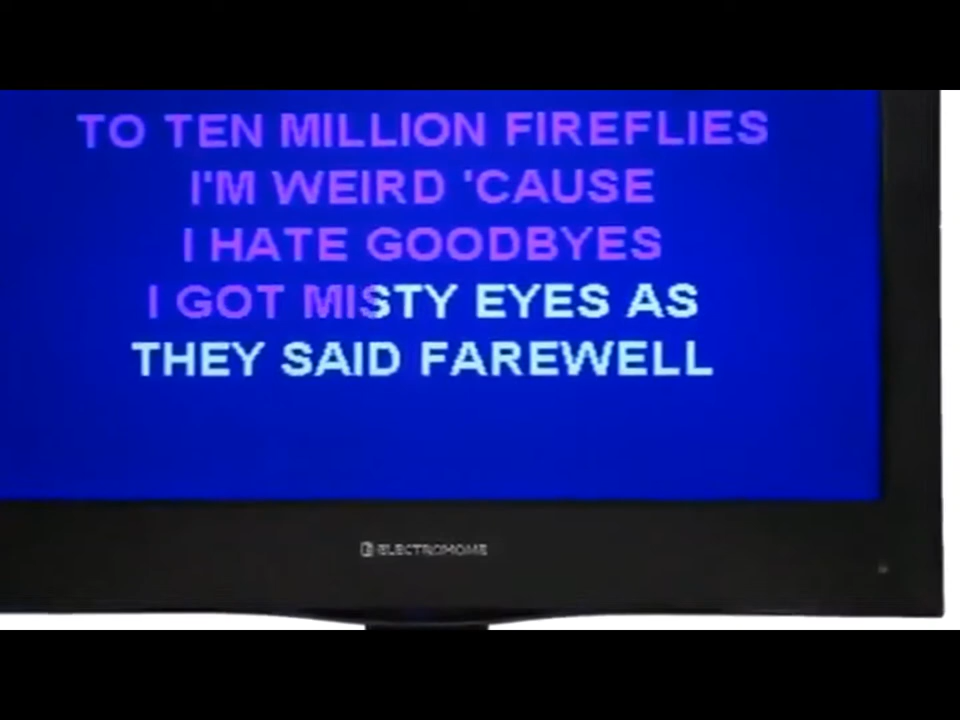 TO TEN MILLION FIREFLIES
I'M WEIRD 'CAUSE
I HATE GOODBYES
I GOT MISTY EYES AS
THEY SAID FAREWELL
ELECTROHOME